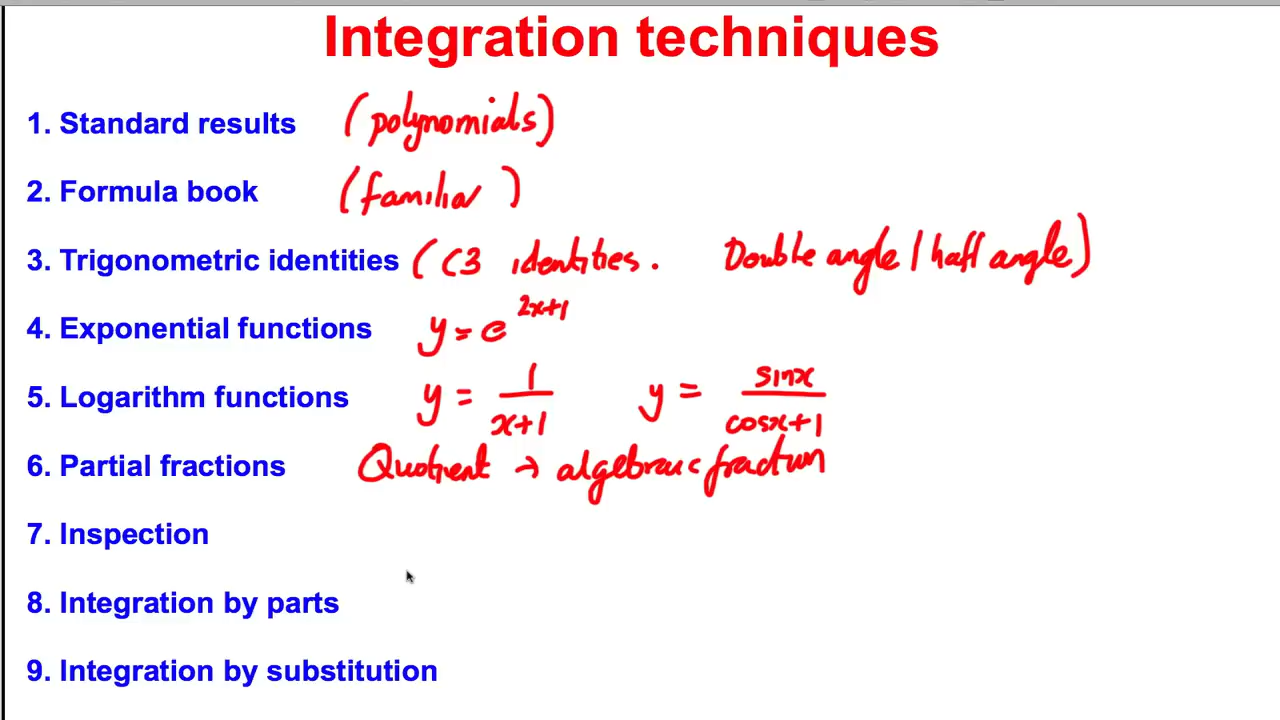 Integration techniques
1. Standard results (polynomials)
2. Formula book (familiar)
3. Trigonometric identities (C3 identities. Double angle / half angle)
4. Exponential functions y = e^{2x+1}
5. Logarithm functions y = \frac{1}{x+1} y = \frac{sinx}{cosx+1}
6. Partial fractions Quotient → algebraic fraction
7. Inspection
8. Integration by parts
9. Integration by substitution